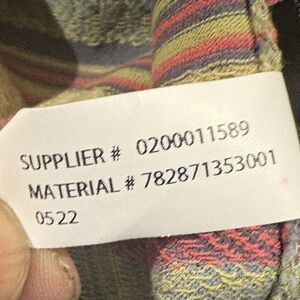 SUPPLIER # 0200011589
MATERIAL # 782871353001
0522